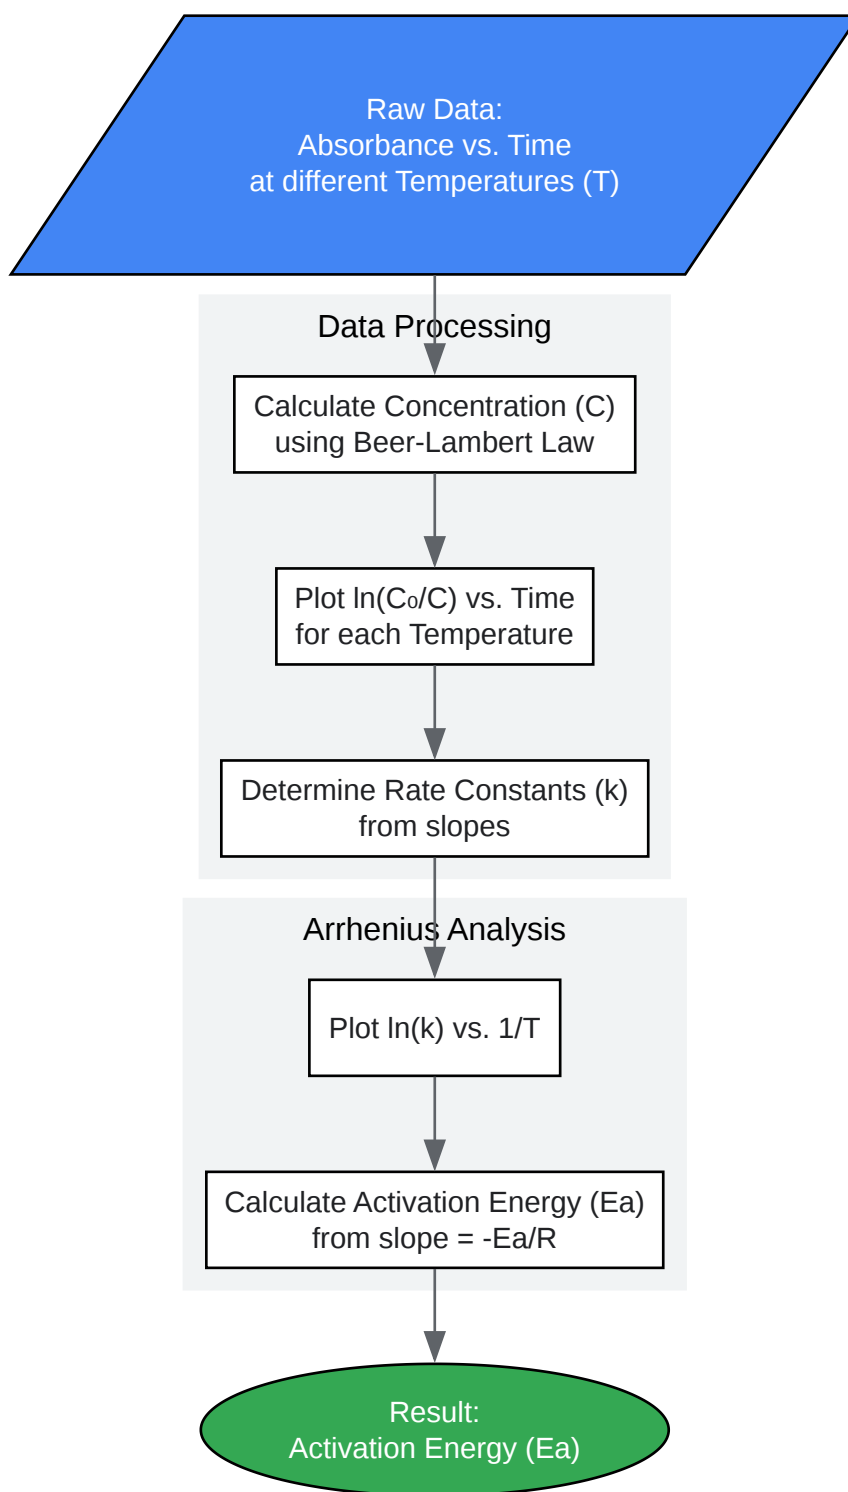 Raw Data:
Absorbance vs. Time
at different Temperatures (T)
Data Processing
Calculate Concentration (C)
using Beer-Lambert Law
Plot ln(C₀/C) vs. Time
for each Temperature
Determine Rate Constants (k)
from slopes
Arrhenius Analysis
Plot ln(k) vs. 1/T
Calculate Activation Energy (Ea)
from slope = -Ea/R
Result:
Activation Energy (Ea)